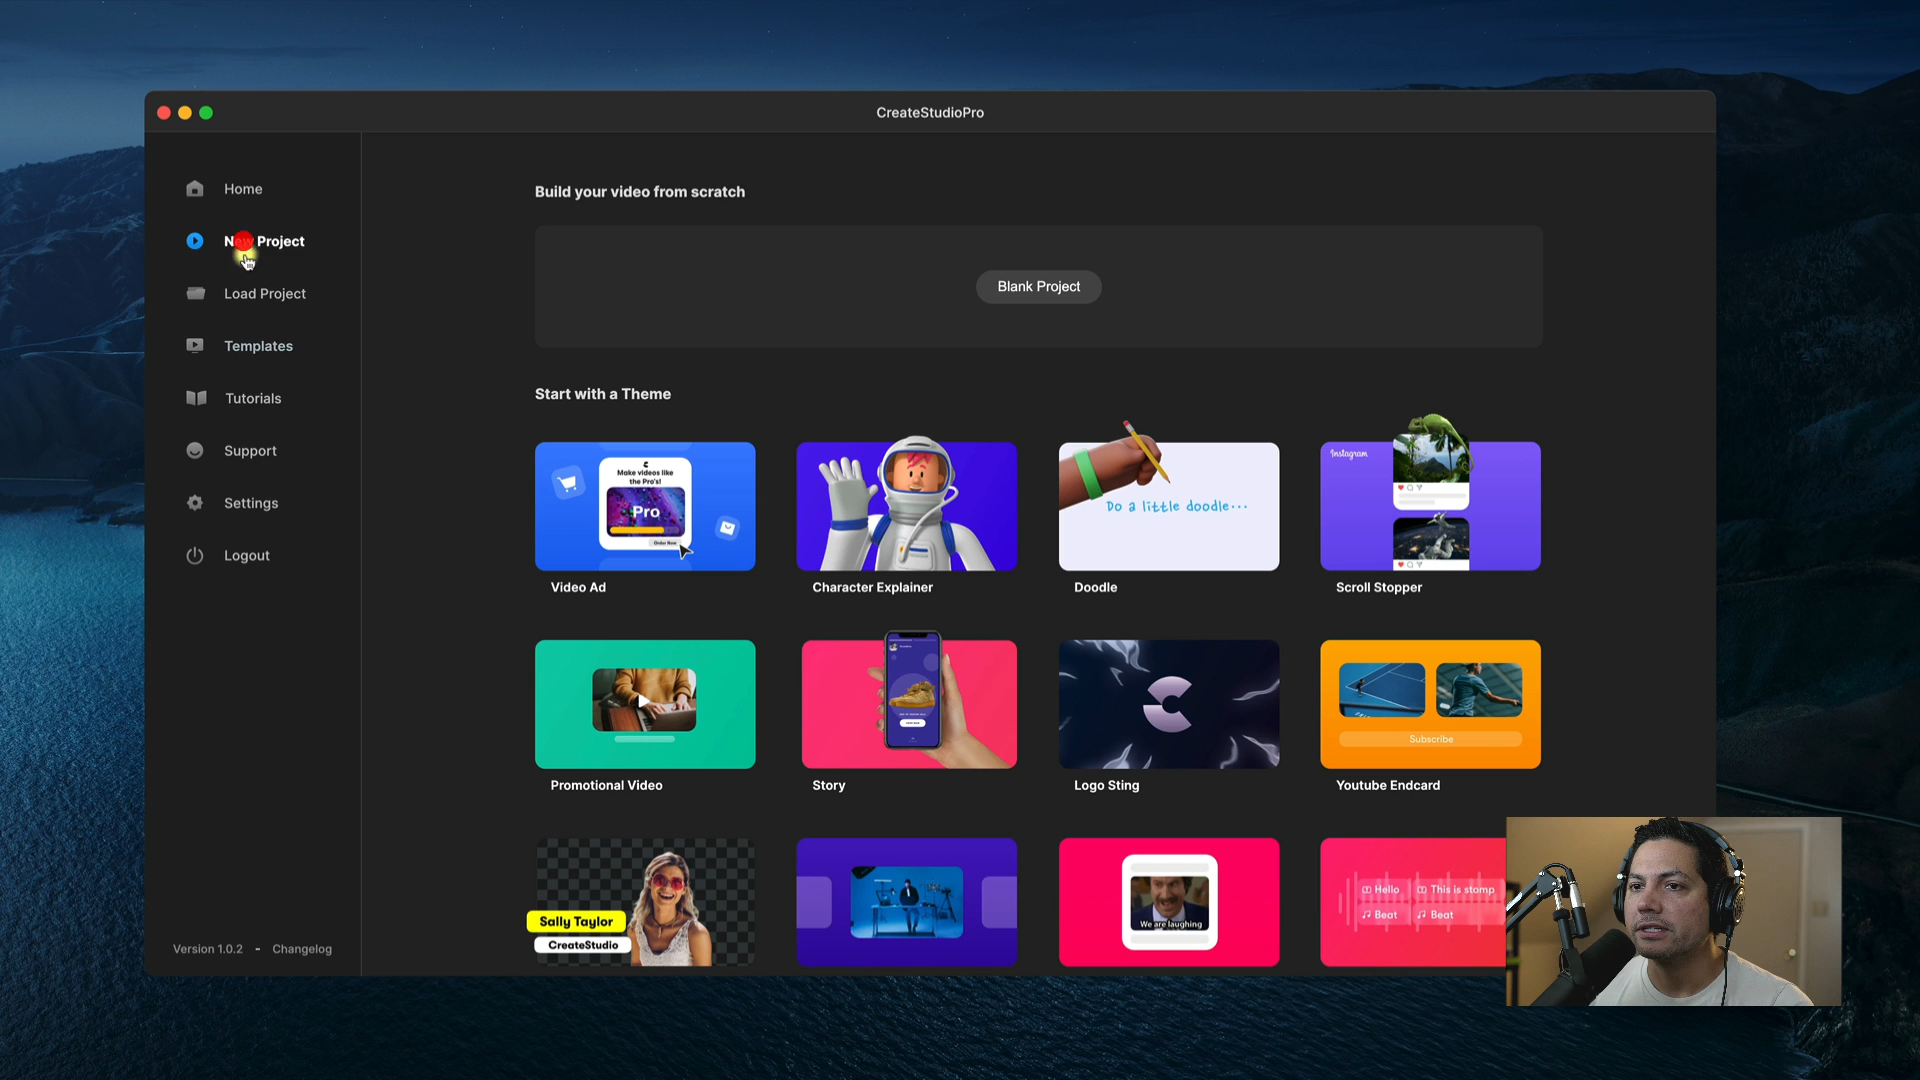 CreateStudioPro
Home
New Project
Load Project
Templates
Tutorials
Support
Settings
Logout
Version 1.0.2 - Changelog
Build your video from scratch
Blank Project
Start with a Theme
Make videos like
the Pro's!
Pro
Order Now
Video Ad
Character Explainer
Do a little doodle...
Doodle
Instagram
Scroll Stopper
Promotional Video
Story
Logo Sting
Subscribe
Youtube Endcard
Sally Taylor
CreateStudio
We are laughing
Hello
This is stomp
Beat
Beat